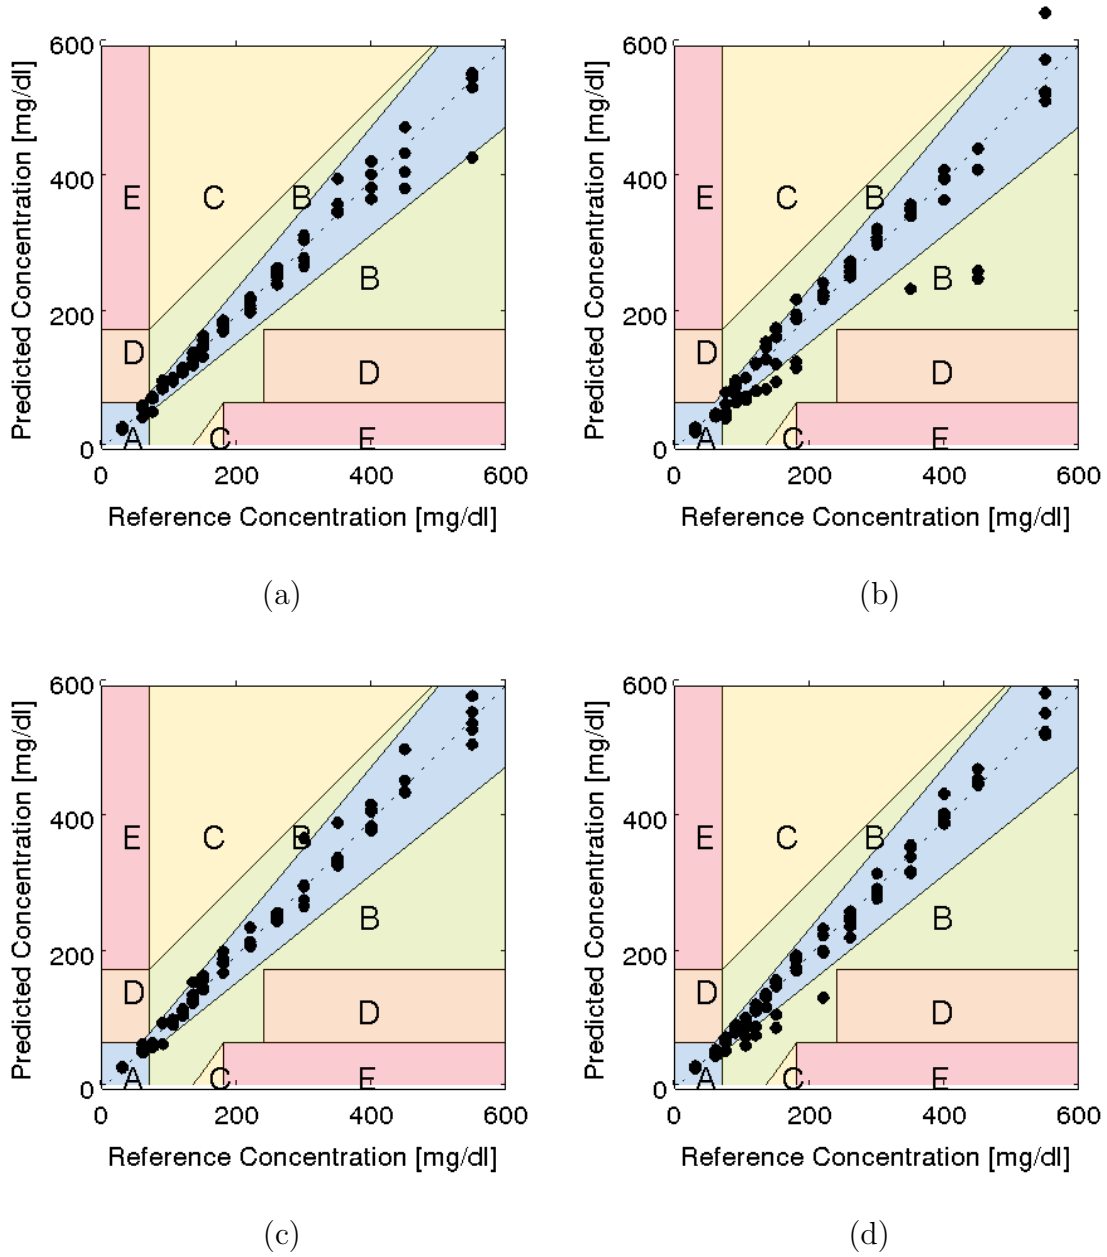 600
400
200
0
0 200 400 600
Predicted Concentration [mg/dl]
Reference Concentration [mg/dl]
E C B
B
D
D
A C E
(a)
600
400
200
0
0 200 400 600
Predicted Concentration [mg/dl]
Reference Concentration [mg/dl]
E C B
B
D
D
A C E
(b)
600
400
200
0
0 200 400 600
Predicted Concentration [mg/dl]
Reference Concentration [mg/dl]
E C B
B
D
D
A C E
(c)
600
400
200
0
0 200 400 600
Predicted Concentration [mg/dl]
Reference Concentration [mg/dl]
E C B
B
D
D
A C E
(d)